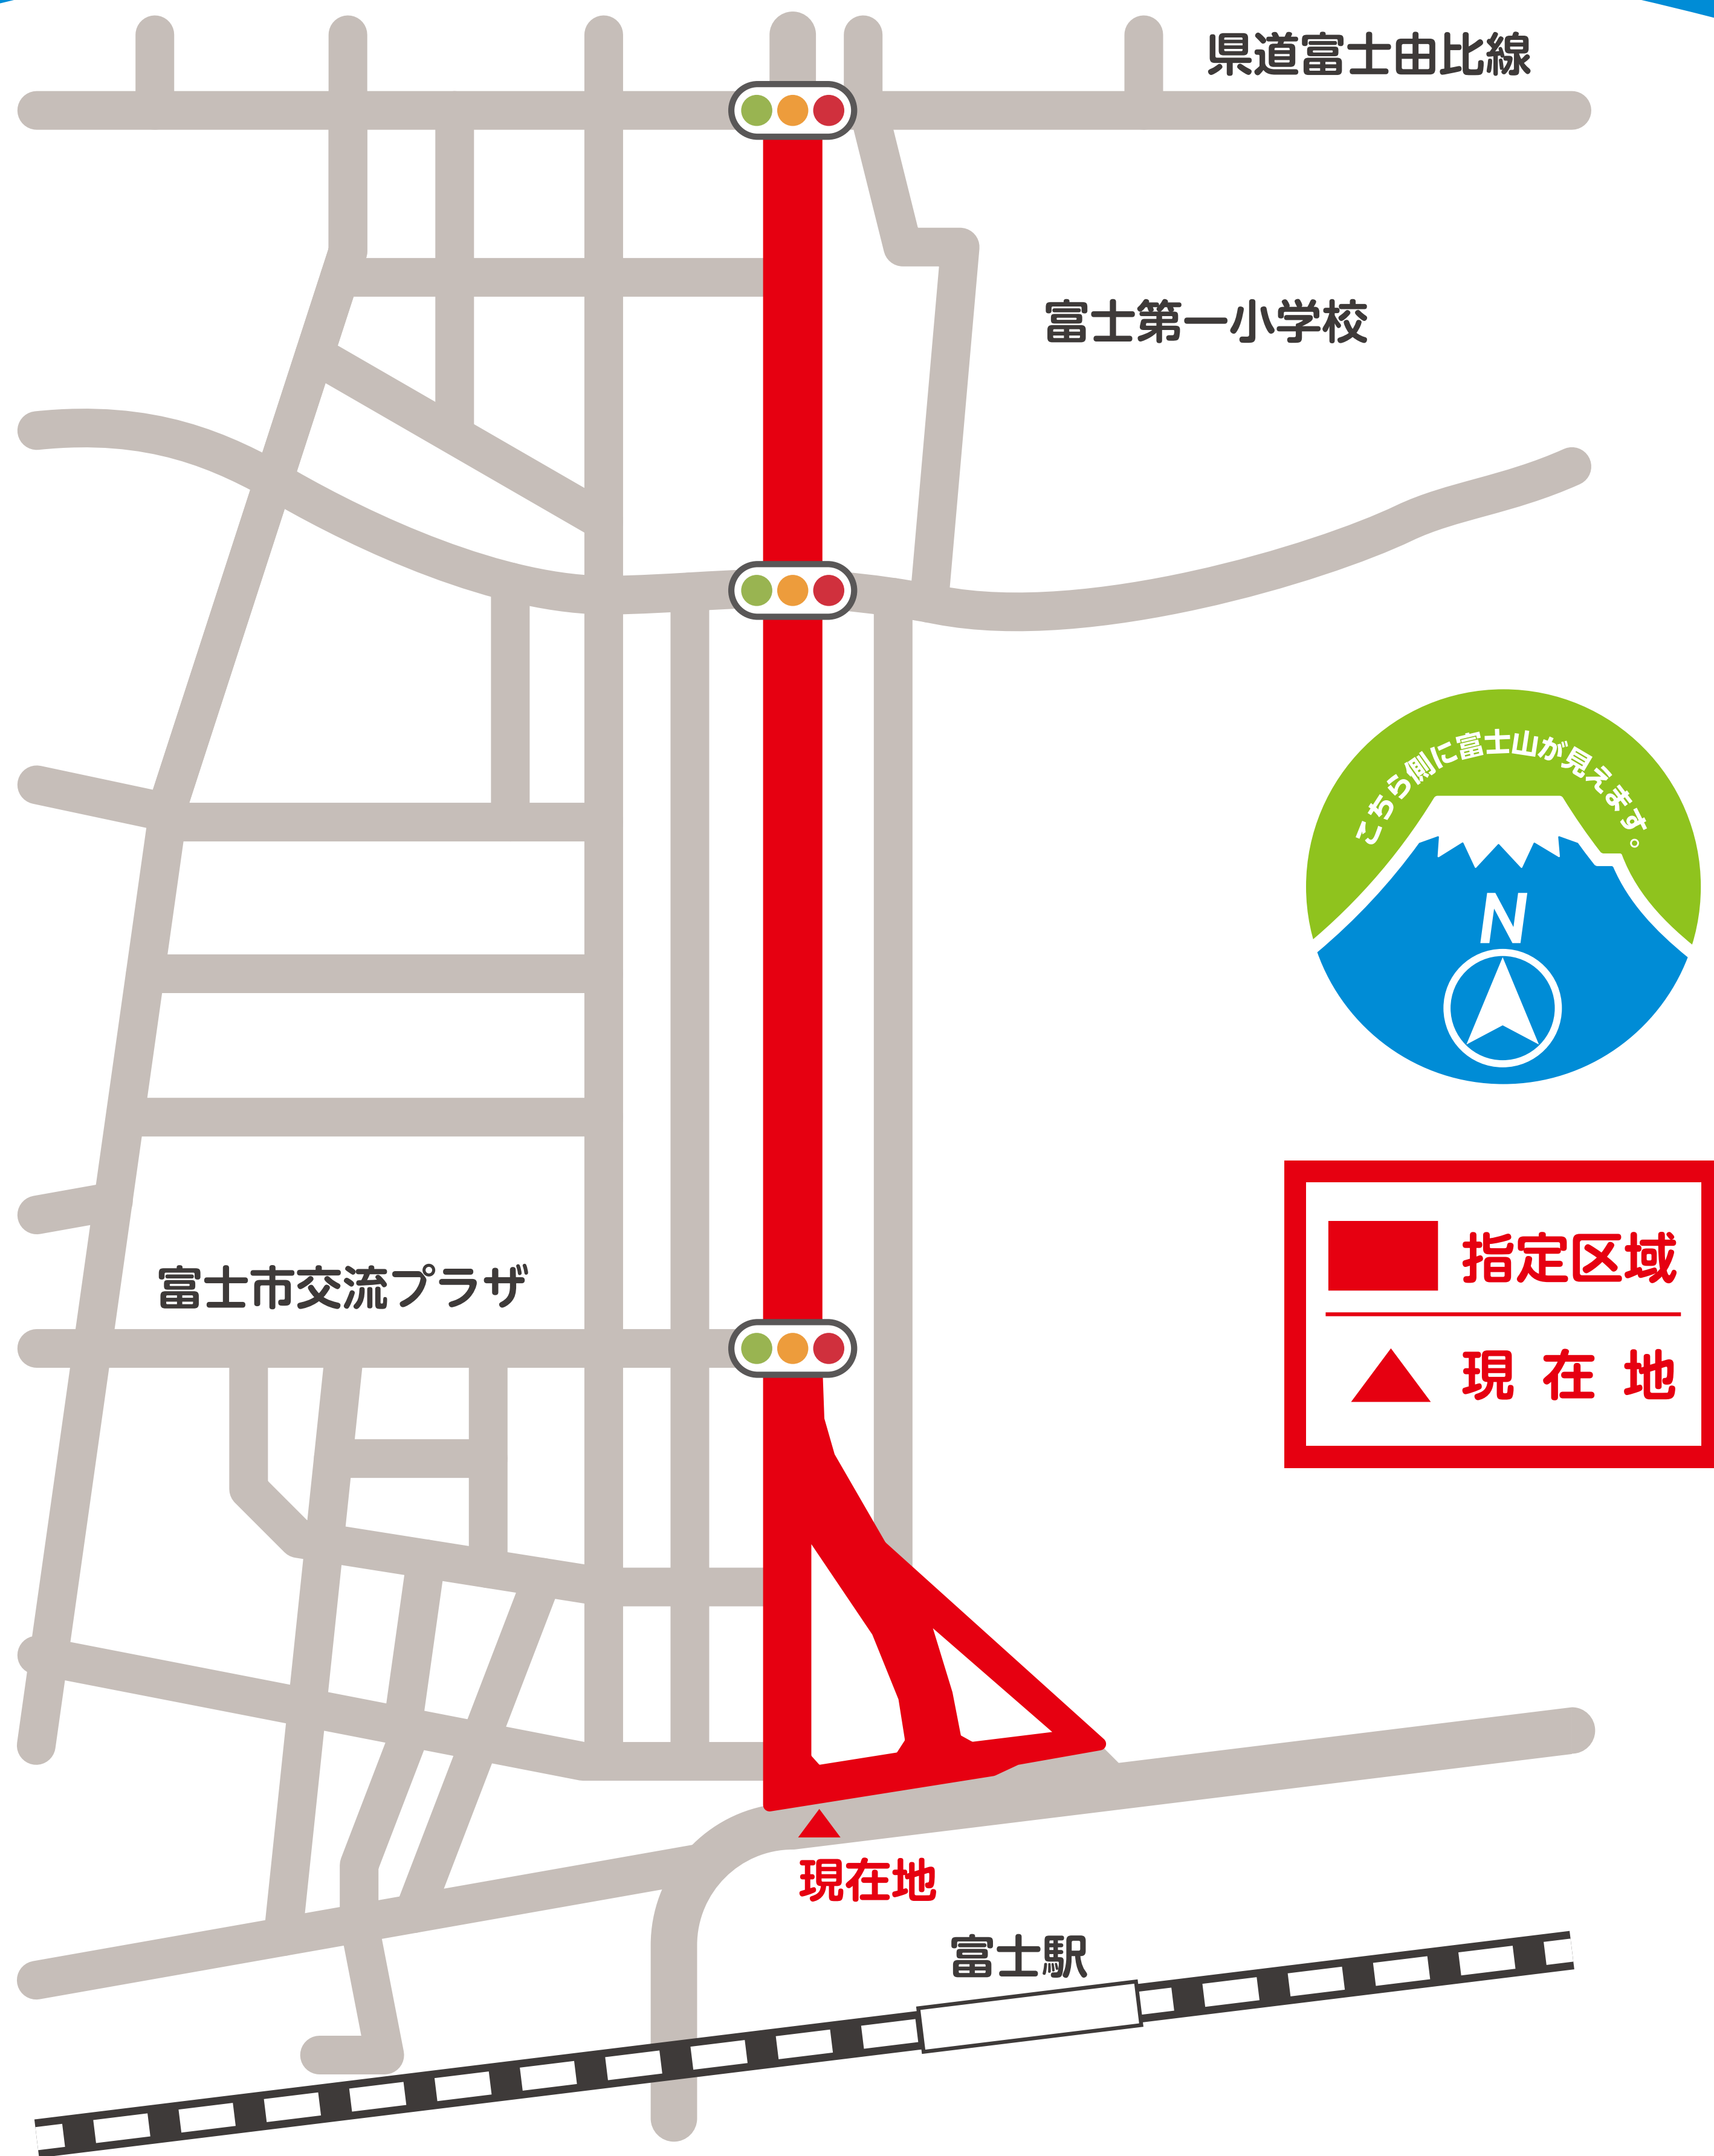 県道富士由比線
富士第一小学校
こちら側に富士山が見えます。
N
指定区域
現在地
富士市交流プラザ
現在地
富士駅